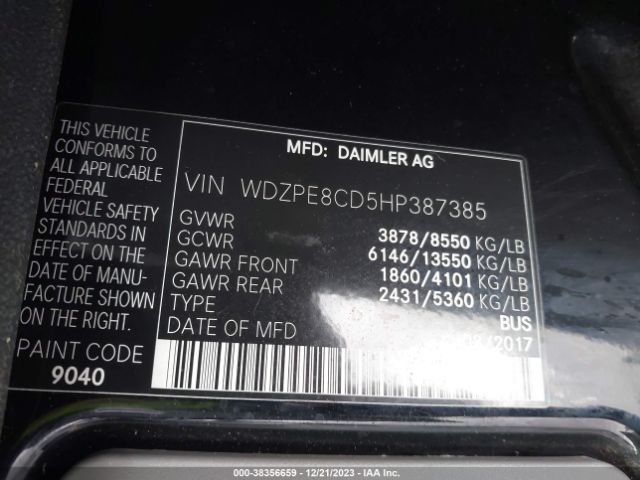 MFD: DAIMLER AG
THIS VEHICLE
CONFORMS TO
ALL APPLICABLE
FEDERAL
VEHICLE SAFETY
STANDARDS IN
EFFECT ON THE
DATE OF MANU-
FACTURE SHOWN
ON THE RIGHT.
PAINT CODE
9040
VIN WDZPE8CD5HP387385
GVWR 3878/8550 KG/LB
GCWR 6146/13550 KG/LB
GAWR FRONT 1860/4101 KG/LB
GAWR REAR 2431/5360 KG/LB
TYPE BUS
DATE OF MFD /2017
000-38356659 - 12/21/2023 - IAA Inc.